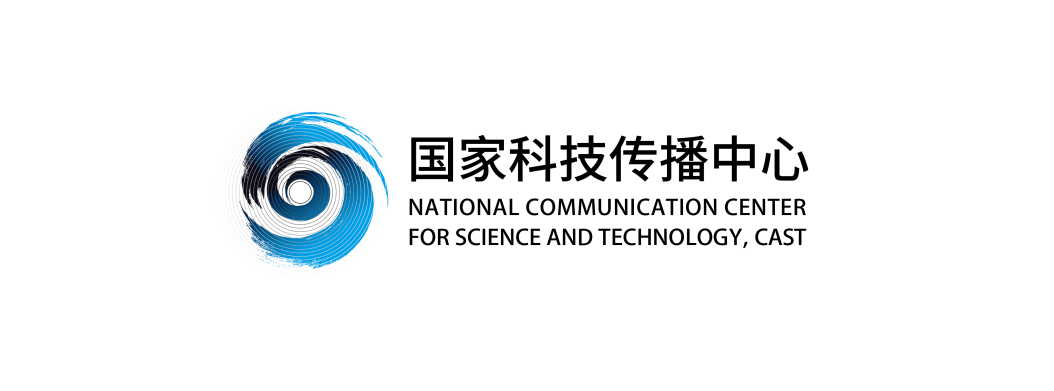 国家科技传播中心
NATIONAL COMMUNICATION CENTER
FOR SCIENCE AND TECHNOLOGY, CAST